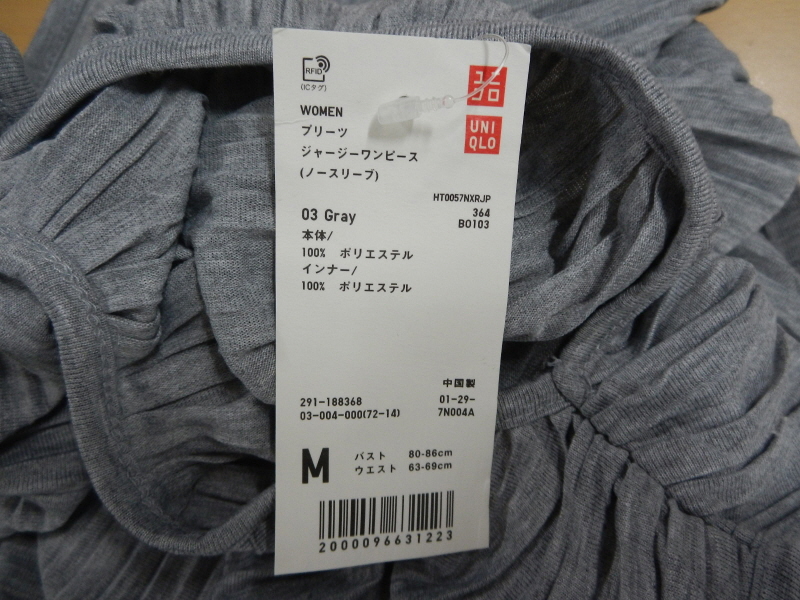 RFID
(ICタグ)
WOMEN
プリーツ
ジャージーワンピース
(ノースリーブ)
UNI
QLO
HT0057NXRJP
364
B0103
03 Gray
本体/
100% ポリエステル
インナー/
100% ポリエステル
中国製
291-188368 01-29-
03-004-000(72-14) 7N004A
M バスト 80-86cm
ウエスト 63-69cm
2000096631223